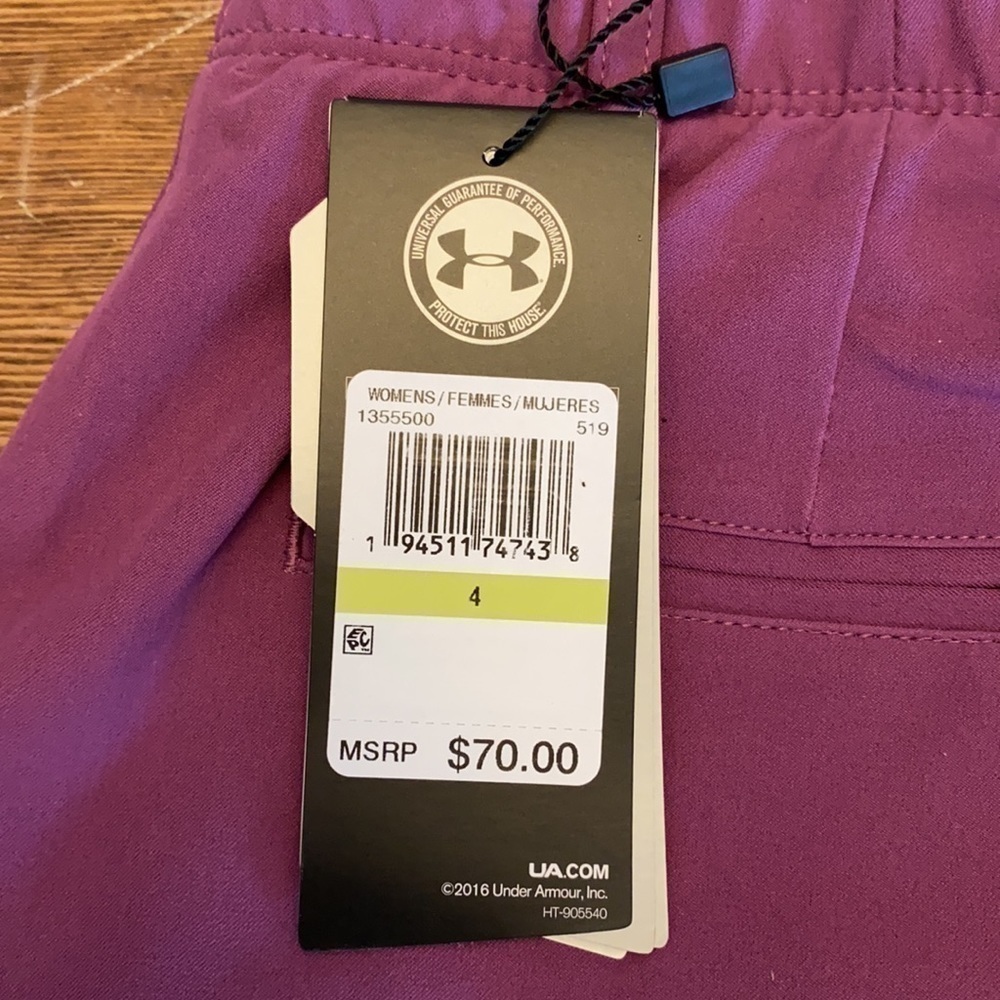 UNIVERSAL GUARANTEE OF PERFORMANCE.
PROTECT THIS HOUSE.
WOMENS/FEMMES/MUJERES
1355500 519
1 94511 74743 8
4
EPC
MSRP $70.00
UA.COM
©2016 Under Armour, Inc.
HT-905540